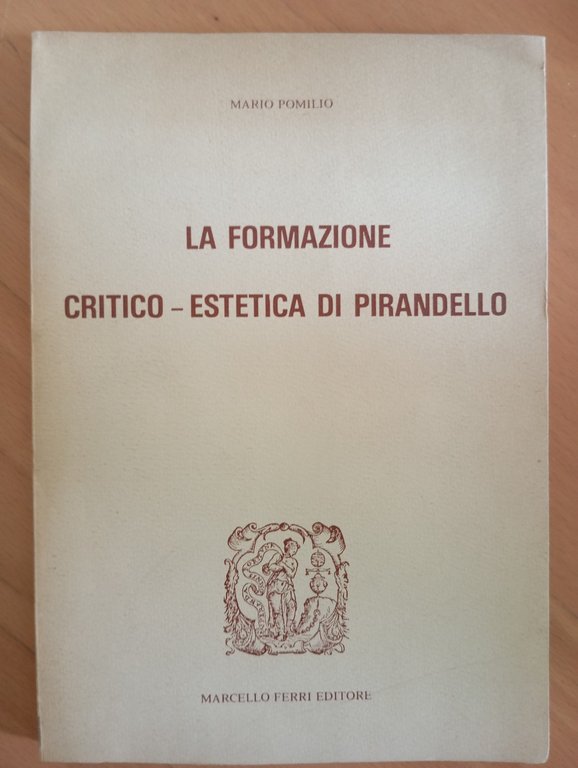 MARIO POMILIO
LA FORMAZIONE
CRITICO – ESTETICA DI PIRANDELLO
MARCELLO FERRI EDITORE